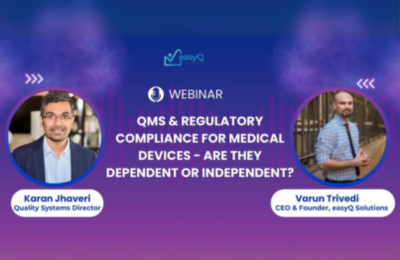 easyQ
WEBINAR
QMS & REGULATORY
COMPLIANCE FOR MEDICAL
DEVICES - ARE THEY
DEPENDENT OR INDEPENDENT?
Karan Jhaveri
Quality Systems Director
Varun Trivedi
CEO & Founder, easyQ Solutions